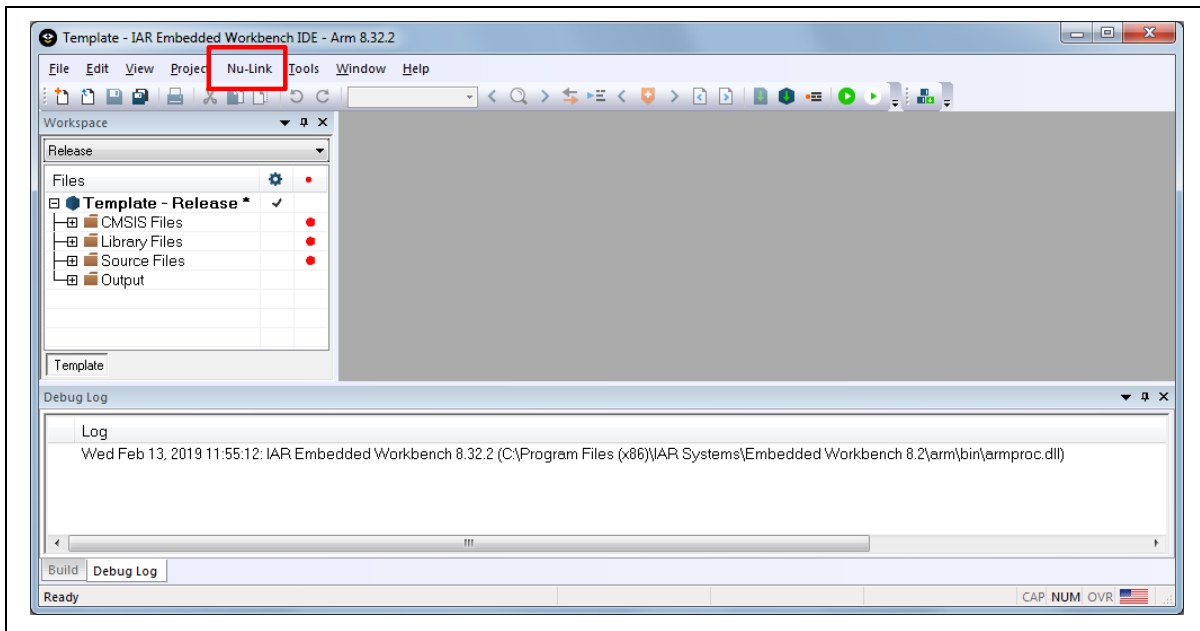 Template - IAR Embedded Workbench IDE - Arm 8.32.2
File Edit View Projec Nu-Link Tools Window Help
Workspace
Release
Files
Template - Release *
CMSIS Files
Library Files
Source Files
Output
Template
Debug Log
Log
Wed Feb 13, 2019 11:55:12: IAR Embedded Workbench 8.32.2 (C:\Program Files (x86)\IAR Systems\Embedded Workbench 8.2\arm\bin\armproc.dll)
Build Debug Log
Ready CAP NUM OVR